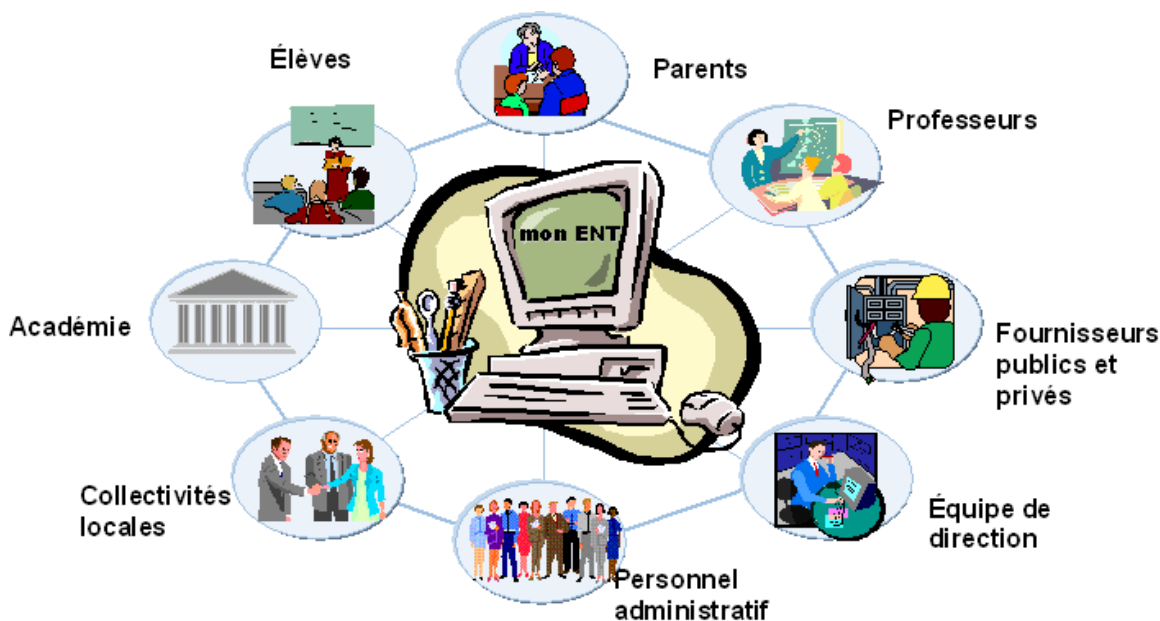 Élèves
Parents
Professeurs
mon ENT
Académie
Fournisseurs
publics et
privés
Collectivités
locales
Équipe de
direction
Personnel
administratif